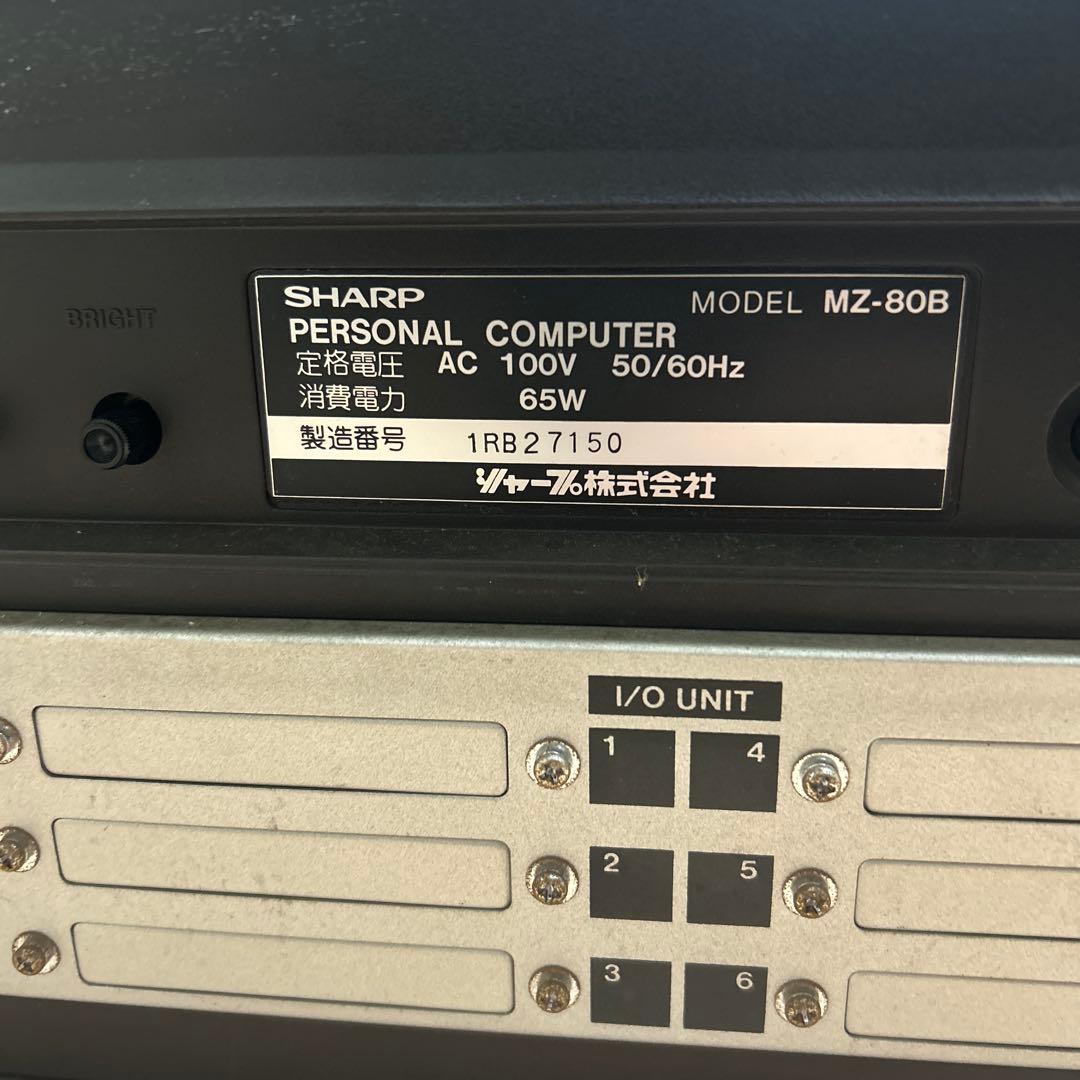 BRIGHT
SHARP MODEL MZ-80B
PERSONAL COMPUTER
定格電圧 AC 100V 50/60Hz
消費電力 65W
製造番号 1RB27150
シャープ株式会社
I/O UNIT
1 4
2 5
3 6